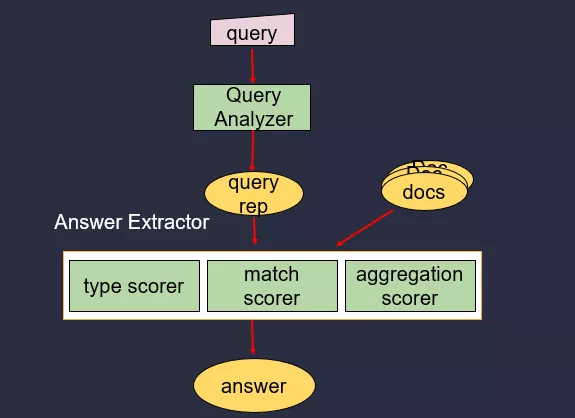 query
Query
Analyzer
query
rep
Doc
Doc
docs
Answer Extractor
type scorer
match
scorer
aggregation
scorer
answer